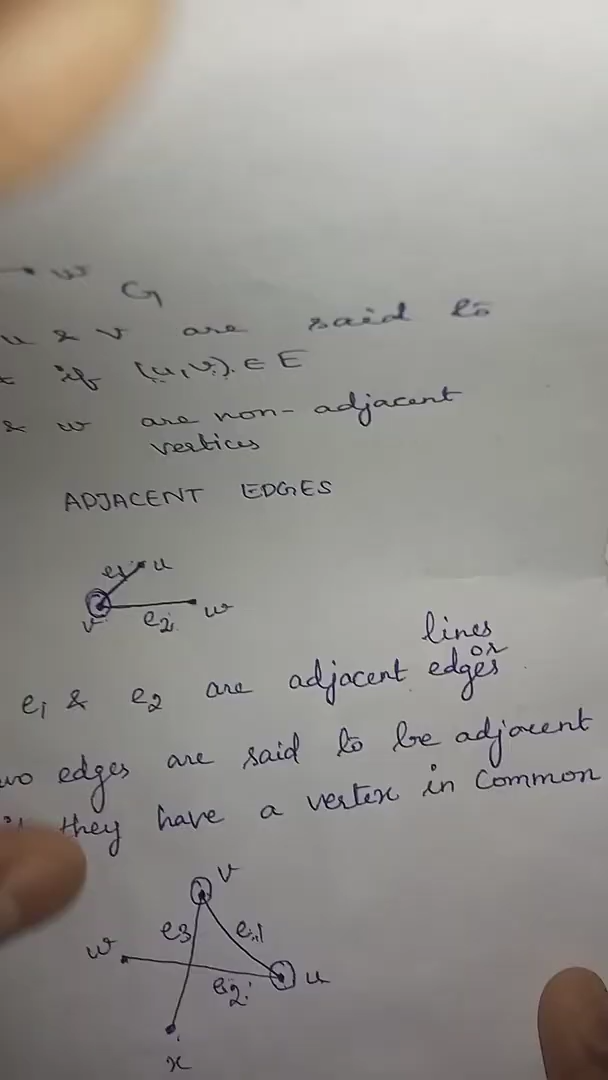 w
G
u & v are said to
if (u,v) ∈ E
& w are non-adjacent
vertices
ADJACENT EDGES
e1 u
v e2 w
lines
or
e1 & e2 are adjacent edges
wo edges are said to be adjacent
they have a vertex in common
v
e3 e1
w
e2 u
x